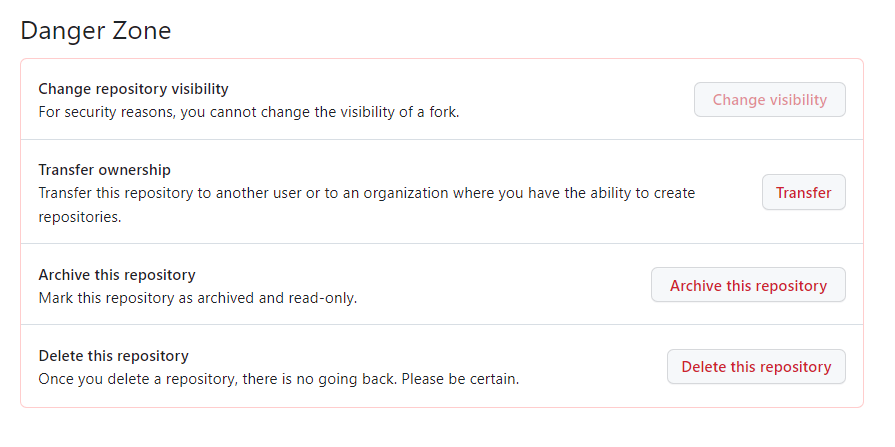 Danger Zone
Change repository visibility
For security reasons, you cannot change the visibility of a fork.
Change visibility
Transfer ownership
Transfer this repository to another user or to an organization where you have the ability to create
repositories.
Transfer
Archive this repository
Mark this repository as archived and read-only.
Archive this repository
Delete this repository
Once you delete a repository, there is no going back. Please be certain.
Delete this repository